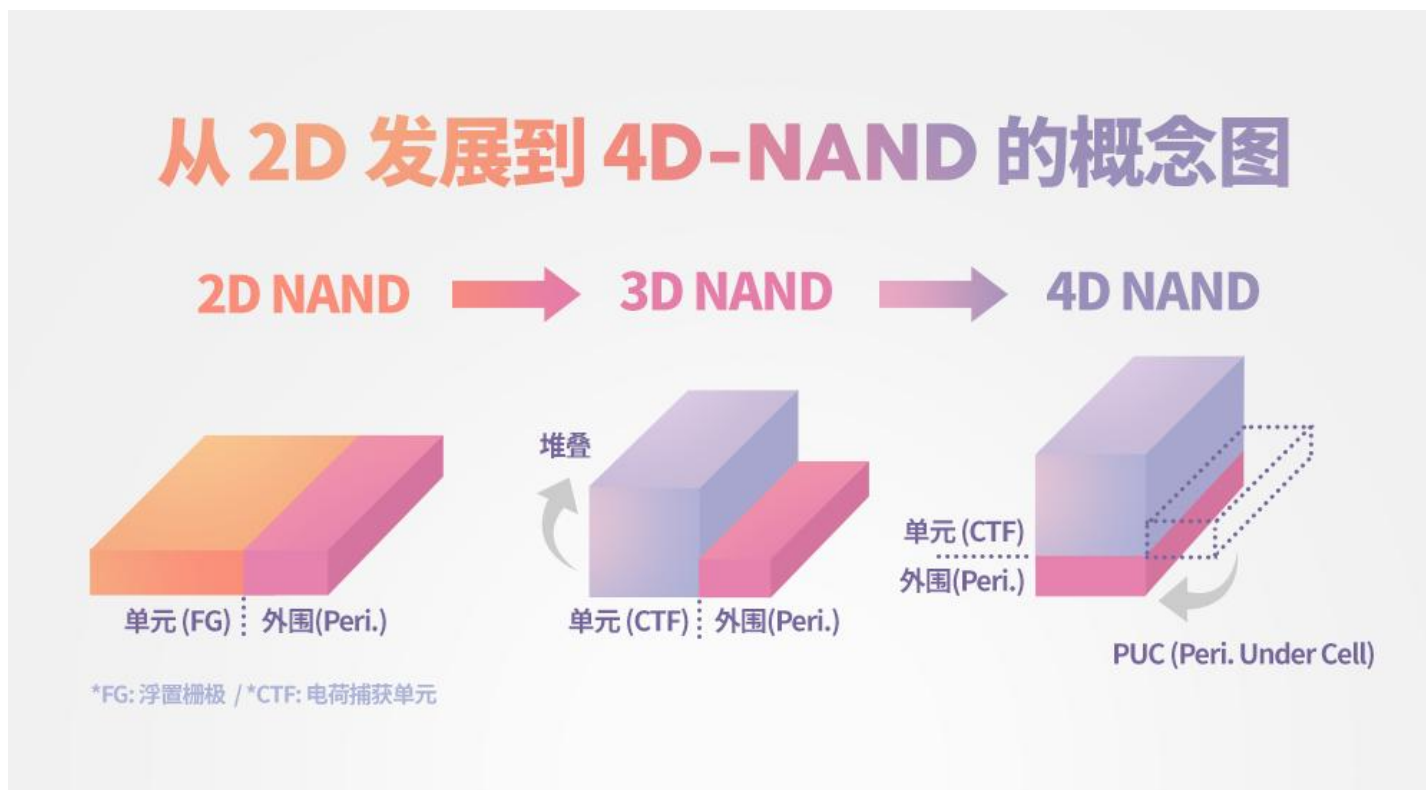 从 2D 发展到 4D-NAND 的概念图
2D NAND
3D NAND
4D NAND
堆叠
单元 (FG)
外围(Peri.)
单元 (CTF)
外围(Peri.)
单元 (CTF)
外围(Peri.)
PUC (Peri. Under Cell)
*FG: 浮置栅极 / *CTF: 电荷捕获单元